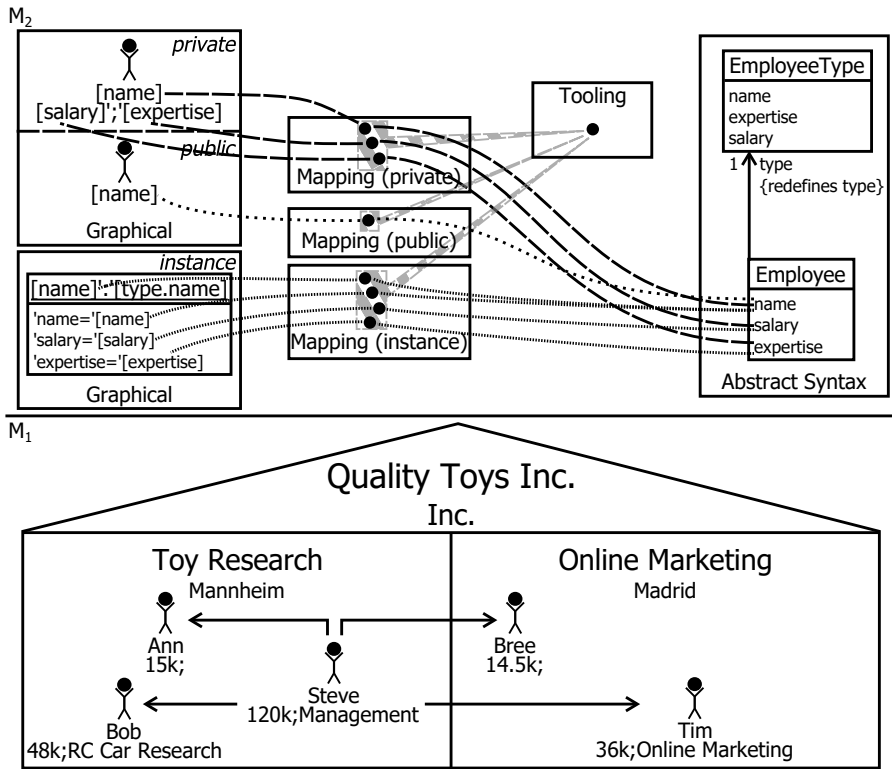 M2
private
[name]
[salary]';'[expertise]
public
[name]
Graphical
instance
[name]':'[type.name]
'name='[name]
'salary='[salary]
'expertise='[expertise]
Graphical
Mapping (private)
Mapping (public)
Mapping (instance)
Tooling
EmployeeType
name
expertise
salary
1 type
{redefines type}
Employee
name
salary
expertise
Abstract Syntax
M1
Quality Toys Inc.
Inc.
Toy Research
Mannheim
Online Marketing
Madrid
Ann
15k;
Bree
14.5k;
Steve
120k;Management
Bob
48k;RC Car Research
Tim
36k;Online Marketing